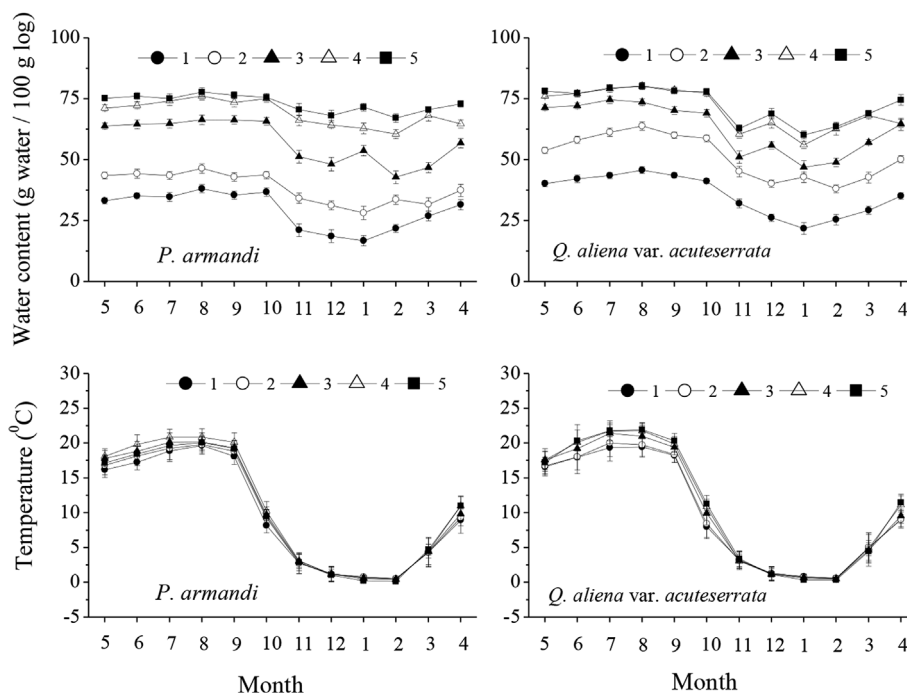 Water content (g water / 100 g log)
100
75
50
25
0
1 2 3 4 5
P. armandi
5 6 7 8 9 10 11 12 1 2 3 4
100
75
50
25
0
1 2 3 4 5
Q. aliena var. acuteserrata
5 6 7 8 9 10 11 12 1 2 3 4
Temperature (⁰C)
30
25
20
15
10
5
0
-5
1 2 3 4 5
P. armandi
5 6 7 8 9 10 11 12 1 2 3 4
Month
30
25
20
15
10
5
0
-5
1 2 3 4 5
Q. aliena var. acuteserrata
5 6 7 8 9 10 11 12 1 2 3 4
Month